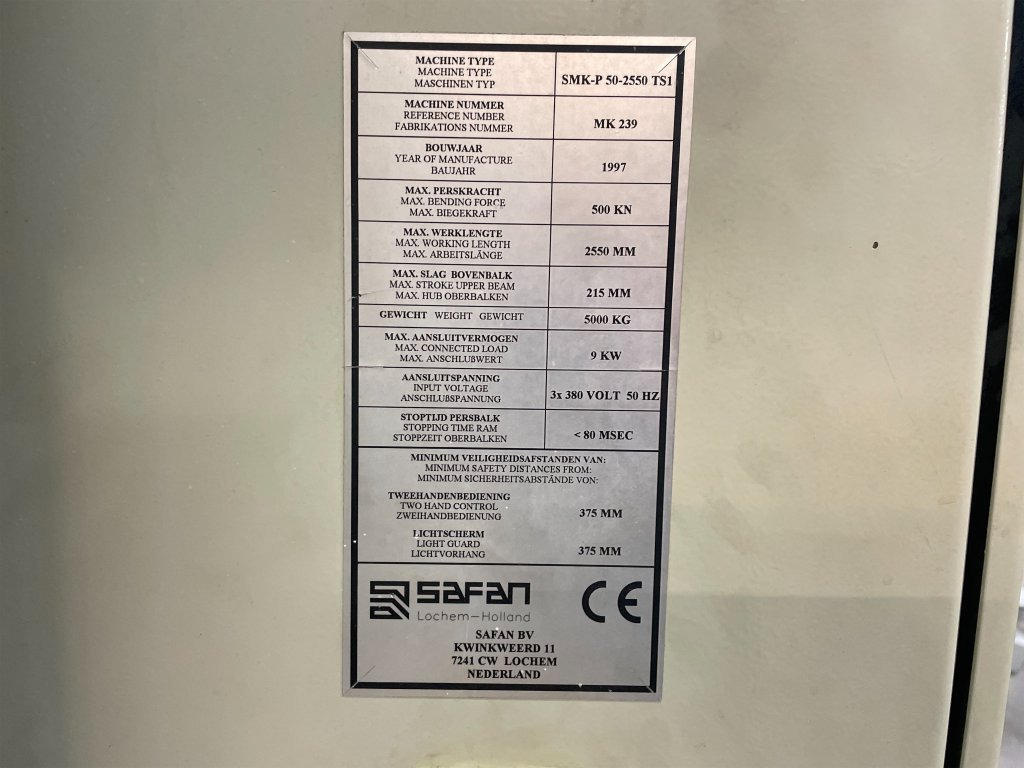 MACHINE TYPE
MACHINE TYPE
MASCHINEN TYP
SMK-P 50-2550 TS1
MACHINE NUMMER
REFERENCE NUMBER
FABRIKATIONS NUMMER
MK 239
BOUWJAAR
YEAR OF MANUFACTURE
BAUJAHR
1997
MAX. PERSKRACHT
MAX. BENDING FORCE
MAX. BIEGEKRAFT
500 KN
MAX. WERKLENGTE
MAX. WORKING LENGTH
MAX. ARBEITSLÄNGE
2550 MM
MAX. SLAG BOVENBALK
MAX. STROKE UPPER BEAM
MAX. HUB OBERBALKEN
215 MM
GEWICHT WEIGHT GEWICHT
5000 KG
MAX. AANSLUITVERMOGEN
MAX. CONNECTED LOAD
MAX. ANSCHLUßWERT
9 KW
AANSLUITSPANNING
INPUT VOLTAGE
ANSCHLUßSPANNUNG
3x 380 VOLT 50 HZ
STOPTIJD PERSBALK
STOPPING TIME RAM
STOPPZEIT OBERBALKEN
< 80 MSEC
MINIMUM VEILIGHEIDSAFSTANDEN VAN:
MINIMUM SAFETY DISTANCES FROM:
MINIMUM SICHERHEITSABSTÄNDE VON:
TWEEHANDENBEDIENING
TWO HAND CONTROL
ZWEIHANDBEDIENUNG
375 MM
LICHTSCHERM
LIGHT GUARD
LICHTVORHANG
375 MM
SAFAN
Lochem-Holland
CE
SAFAN BV
KWINKWEERD 11
7241 CW LOCHEM
NEDERLAND